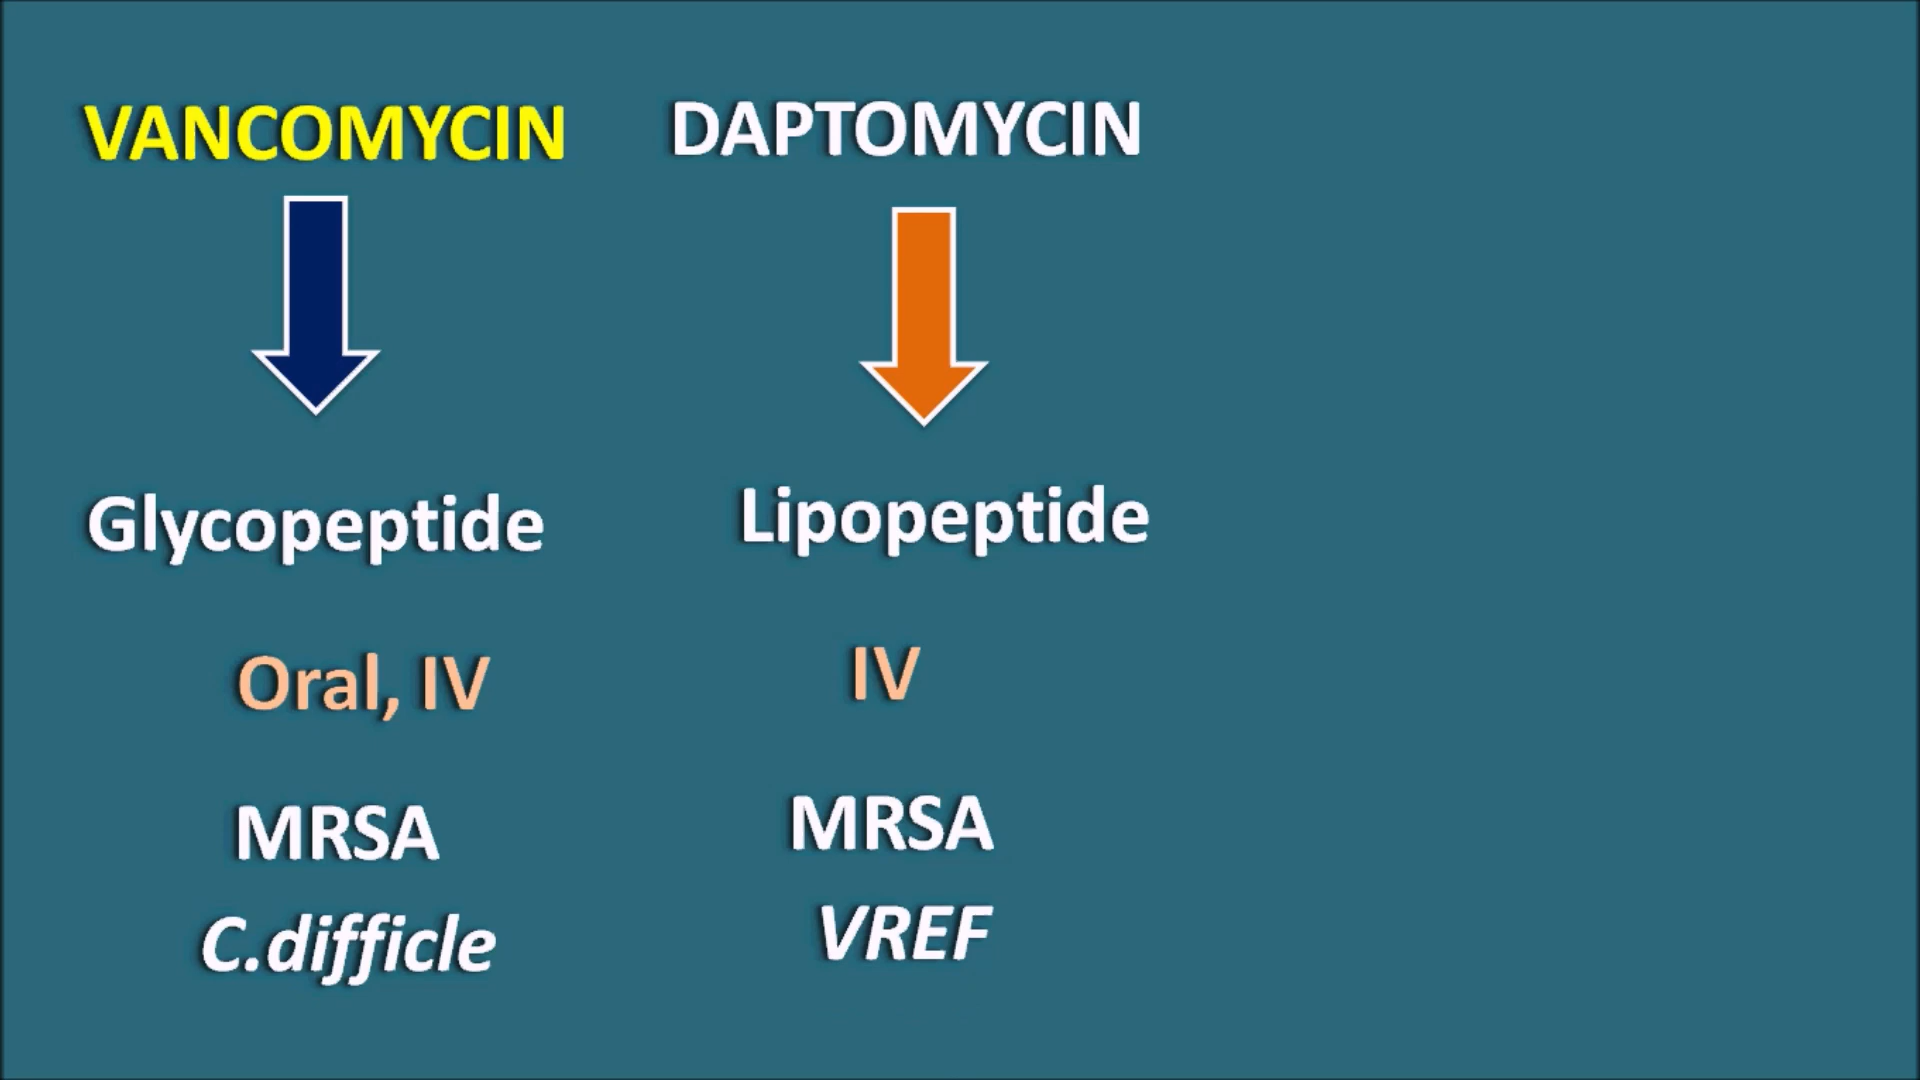 VANCOMYCIN
DAPTOMYCIN
Glycopeptide
Lipopeptide
Oral, IV
IV
MRSA
MRSA
C.difficle
VREF